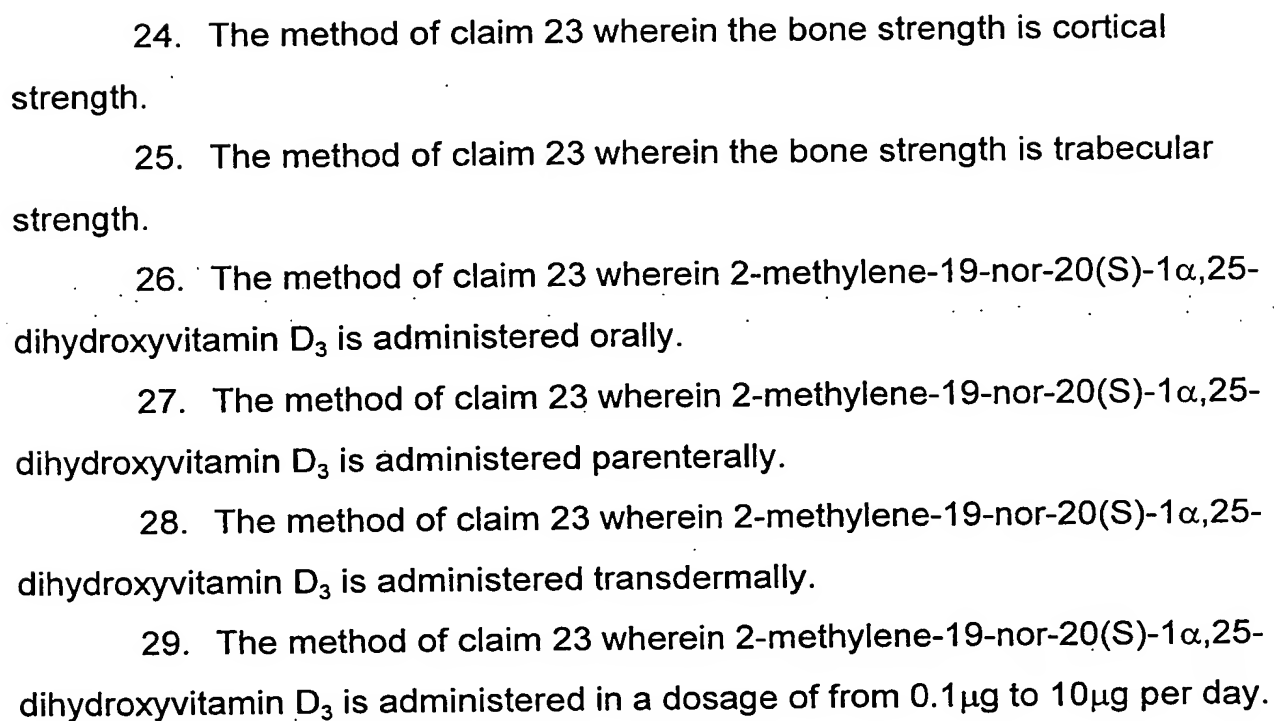 24. The method of claim 23 wherein the bone strength is cortical
strength.
25. The method of claim 23 wherein the bone strength is trabecular
strength.
26. The method of claim 23 wherein 2-methylene-19-nor-20(S)-1α,25-
dihydroxyvitamin D₃ is administered orally.
27. The method of claim 23 wherein 2-methylene-19-nor-20(S)-1α,25-
dihydroxyvitamin D₃ is administered parenterally.
28. The method of claim 23 wherein 2-methylene-19-nor-20(S)-1α,25-
dihydroxyvitamin D₃ is administered transdermally.
29. The method of claim 23 wherein 2-methylene-19-nor-20(S)-1α,25-
dihydroxyvitamin D₃ is administered in a dosage of from 0.1μg to 10μg per day.